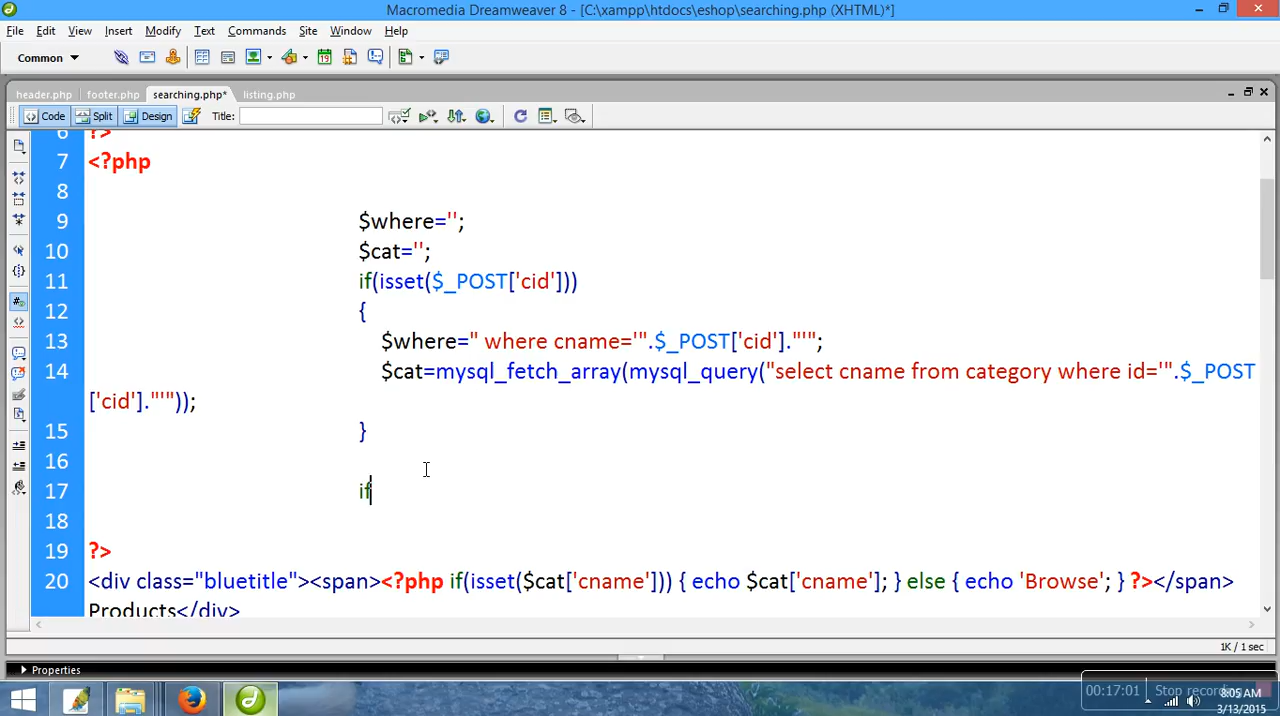 Macromedia Dreamweaver 8 - [C:\xampp\htdocs\eshop\searching.php (XHTML)*]
File Edit View Insert Modify Text Commands Site Window Help
Common
header.php footer.php searching.php* listing.php
Code Split Design Title:
6 ?>
7 <?php
8
9 $where='';
10 $cat='';
11 if(isset($_POST['cid']))
12 {
13 $where=" where cname='".$_POST['cid']."'";
14 $cat=mysql_fetch_array(mysql_query("select cname from category where id='".$_POST
['cid']."'"));
15 }
16
17 if
18
19 ?>
20 <div class="bluetitle"><span><?php if(isset($cat['cname'])) { echo $cat['cname']; } else { echo 'Browse'; } ?></span>
Products</div>
1K / 1 sec
Properties
00:17:01 Stop recording
8:05 AM
3/13/2015